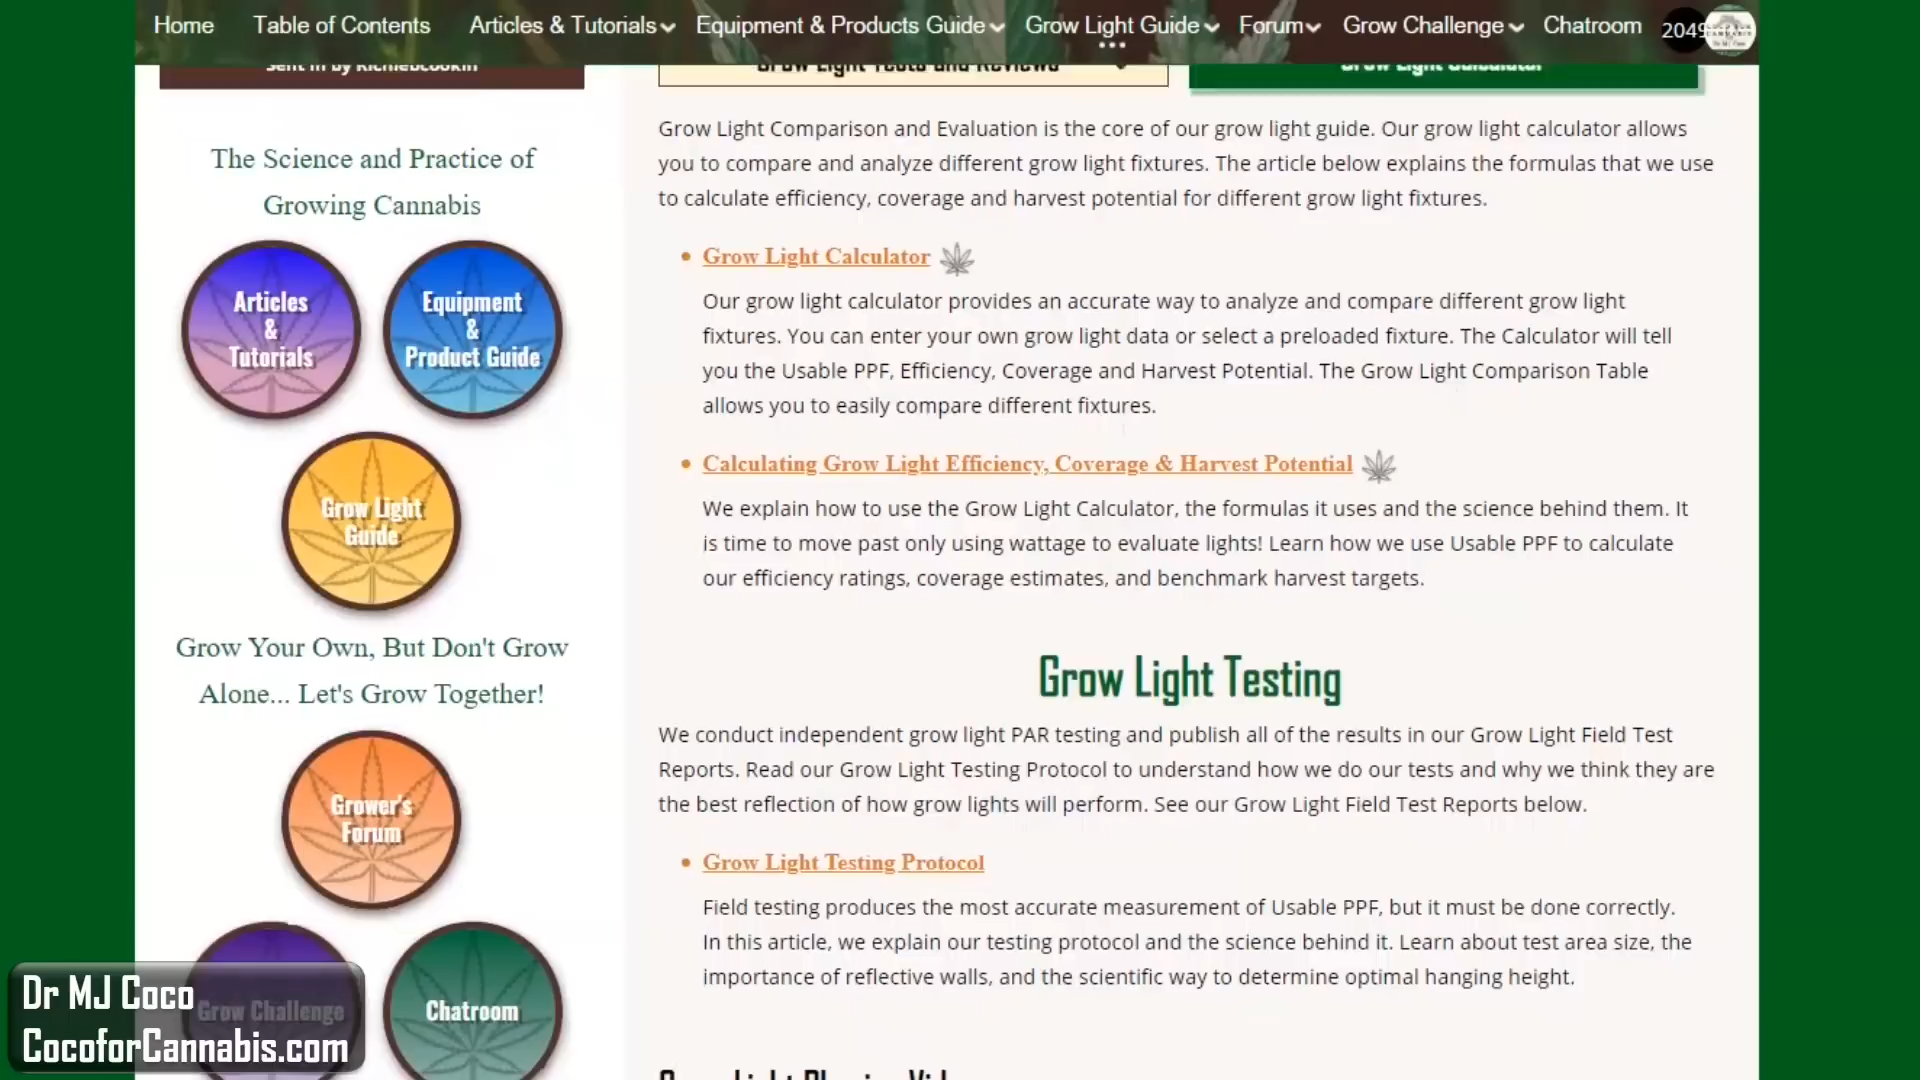 Home Table of Contents Articles & Tutorials Equipment & Products Guide Grow Light Guide Forum Grow Challenge Chatroom 2049
Sent in by Richiebcookin
Grow Light Tests and Reviews
Grow Light Calculator
The Science and Practice of
Growing Cannabis
Articles
&
Tutorials
Equipment
&
Product Guide
Grow Light
Guide
Grow Your Own, But Don't Grow
Alone... Let's Grow Together!
Grower's
Forum
Grow Challenge
Chatroom
Grow Light Comparison and Evaluation is the core of our grow light guide. Our grow light calculator allows
you to compare and analyze different grow light fixtures. The article below explains the formulas that we use
to calculate efficiency, coverage and harvest potential for different grow light fixtures.
Grow Light Calculator
Our grow light calculator provides an accurate way to analyze and compare different grow light
fixtures. You can enter your own grow light data or select a preloaded fixture. The Calculator will tell
you the Usable PPF, Efficiency, Coverage and Harvest Potential. The Grow Light Comparison Table
allows you to easily compare different fixtures.
Calculating Grow Light Efficiency, Coverage & Harvest Potential
We explain how to use the Grow Light Calculator, the formulas it uses and the science behind them. It
is time to move past only using wattage to evaluate lights! Learn how we use Usable PPF to calculate
our efficiency ratings, coverage estimates, and benchmark harvest targets.
Grow Light Testing
We conduct independent grow light PAR testing and publish all of the results in our Grow Light Field Test
Reports. Read our Grow Light Testing Protocol to understand how we do our tests and why we think they are
the best reflection of how grow lights will perform. See our Grow Light Field Test Reports below.
Grow Light Testing Protocol
Field testing produces the most accurate measurement of Usable PPF, but it must be done correctly.
In this article, we explain our testing protocol and the science behind it. Learn about test area size, the
importance of reflective walls, and the scientific way to determine optimal hanging height.
Dr MJ Coco
CocoforCannabis.com